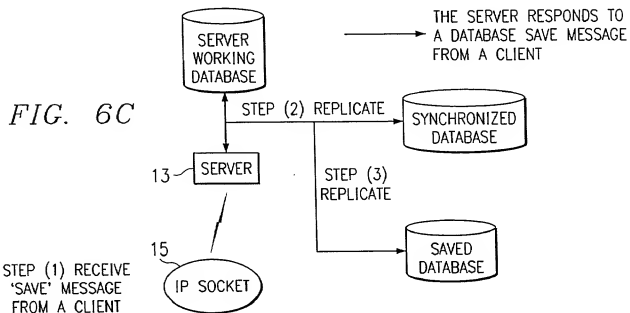 SERVER
WORKING
DATABASE
THE SERVER RESPONDS TO
A DATABASE SAVE MESSAGE
FROM A CLIENT
FIG. 6C
STEP (2) REPLICATE
SYNCHRONIZED
DATABASE
13
SERVER
STEP (3)
REPLICATE
15
IP SOCKET
SAVED
DATABASE
STEP (1) RECEIVE
'SAVE' MESSAGE
FROM A CLIENT